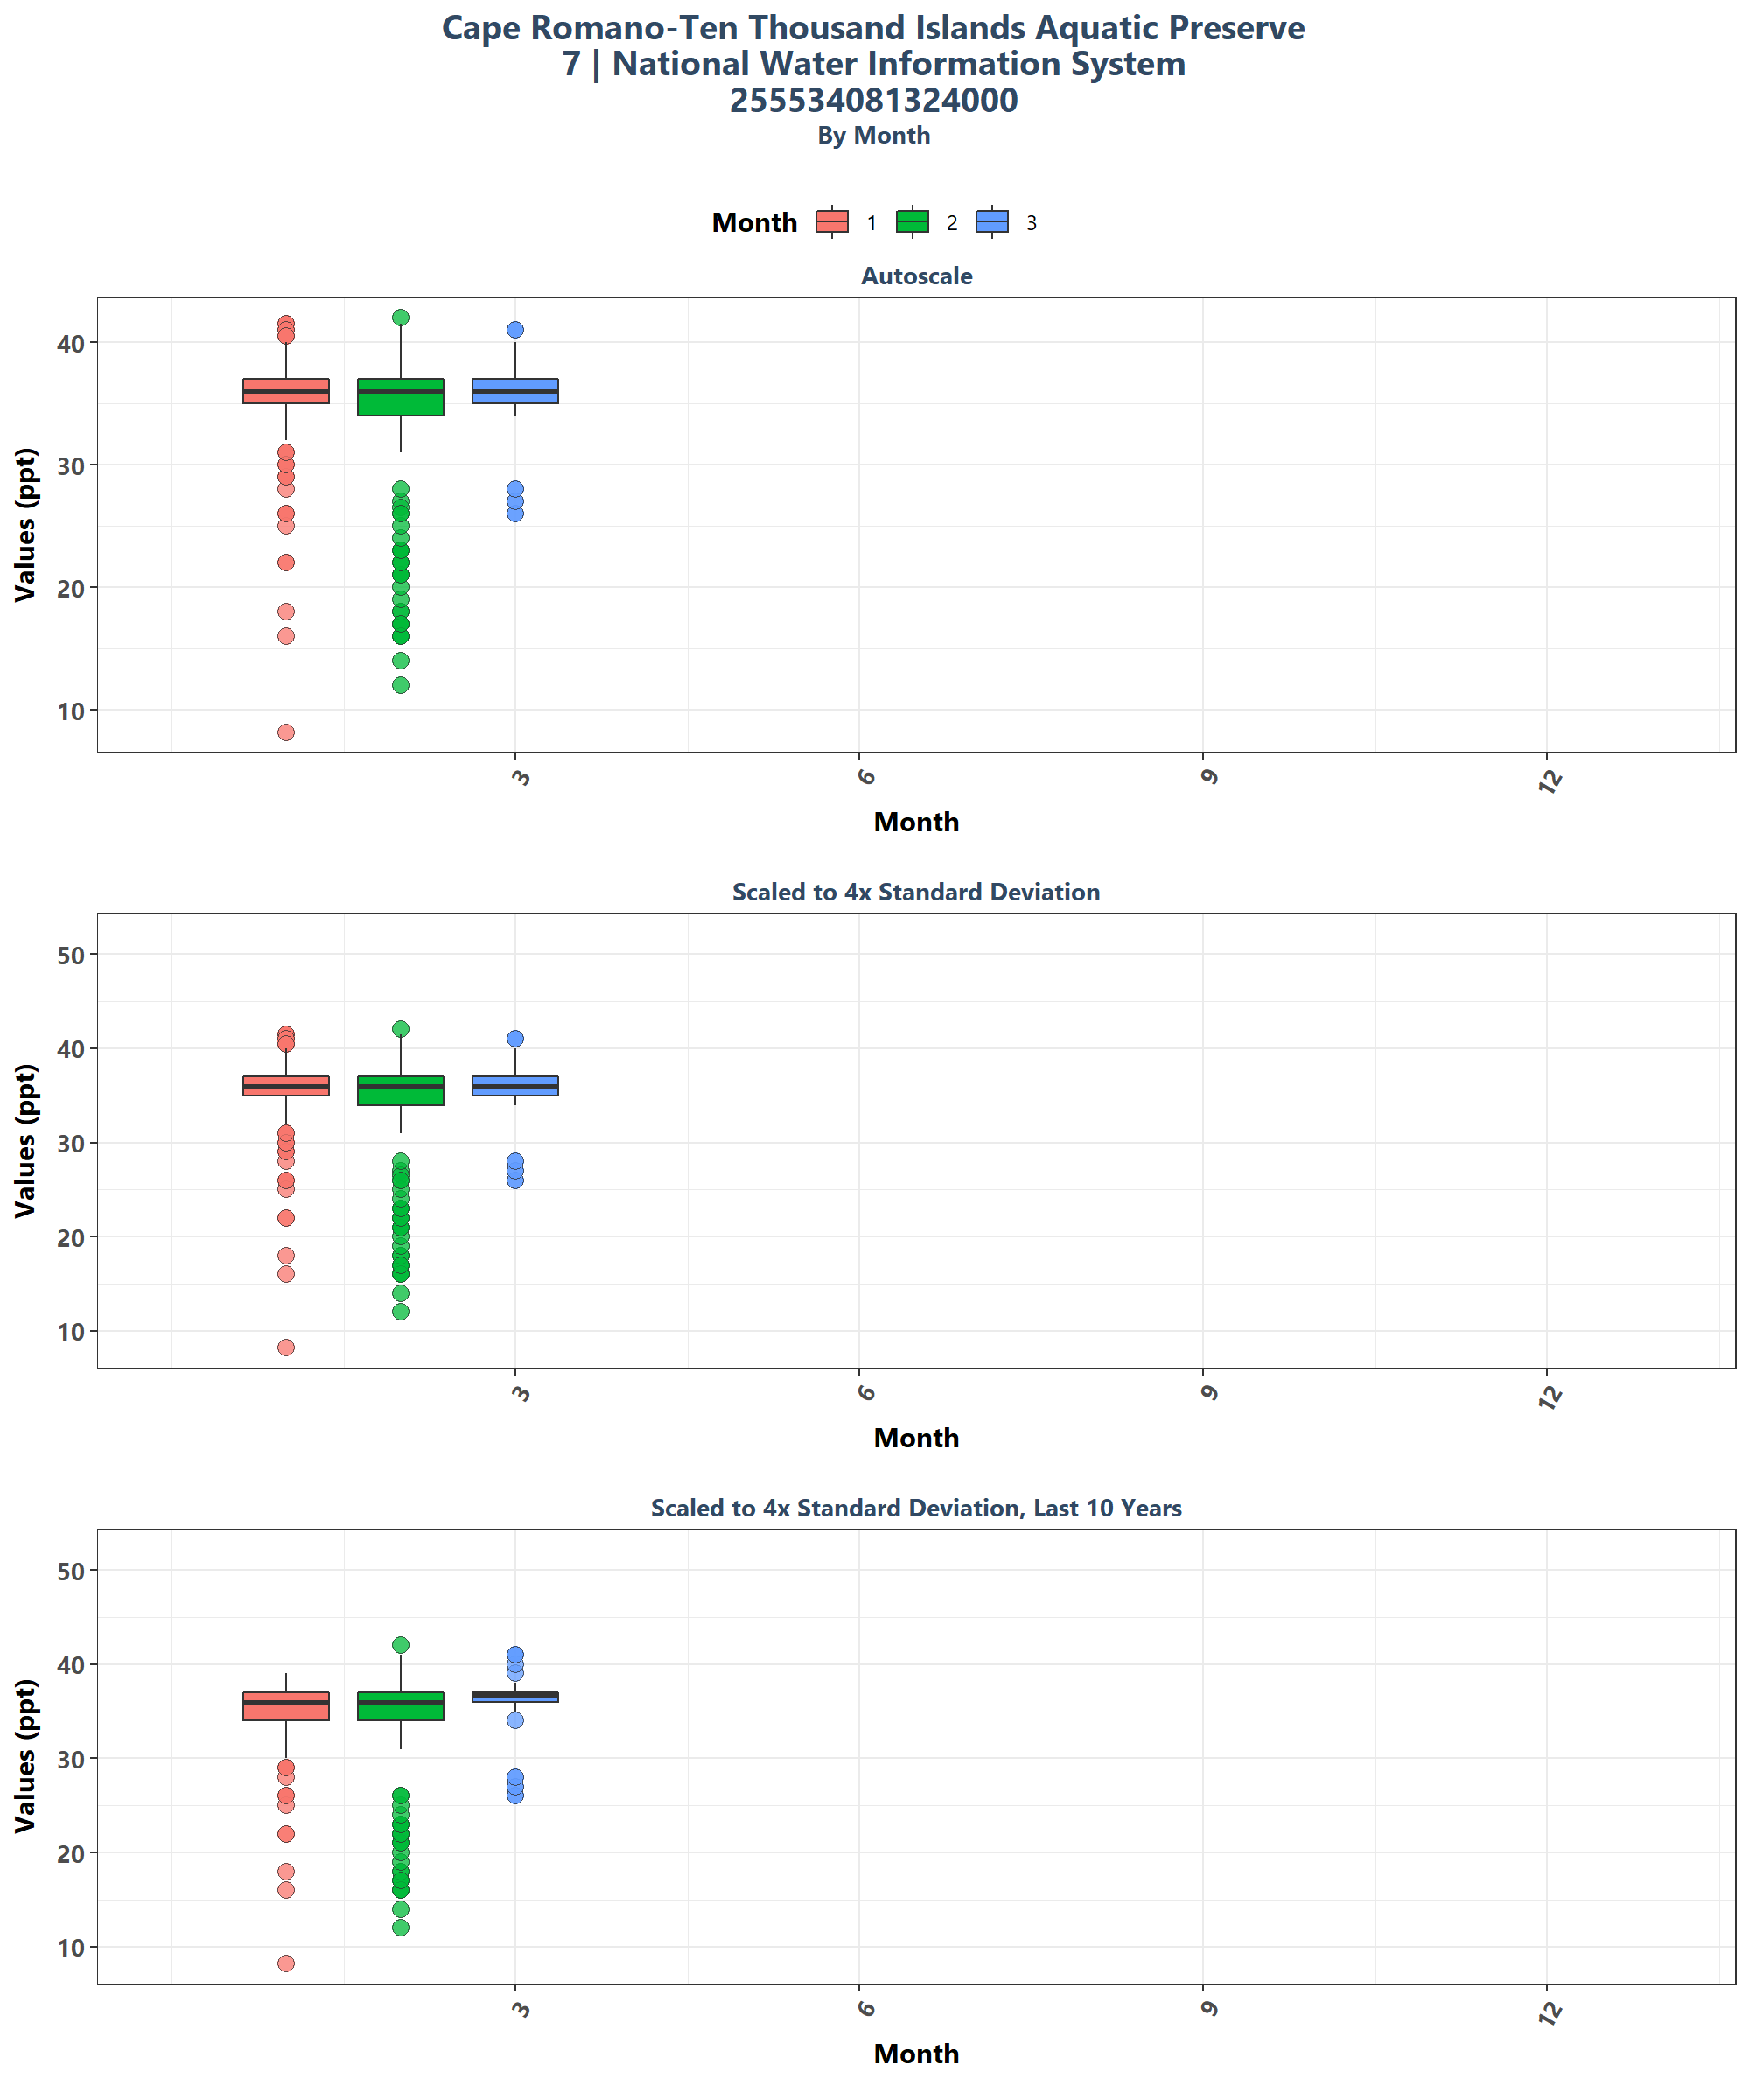 Cape Romano-Ten Thousand Islands Aquatic Preserve
7 | National Water Information System
255534081324000
By Month
Month 1 2 3
Autoscale
40
30
20
10
Values (ppt)
3 6 9 12
Month
Scaled to 4x Standard Deviation
50
40
30
20
10
Values (ppt)
3 6 9 12
Month
Scaled to 4x Standard Deviation, Last 10 Years
50
40
30
20
10
Values (ppt)
3 6 9 12
Month